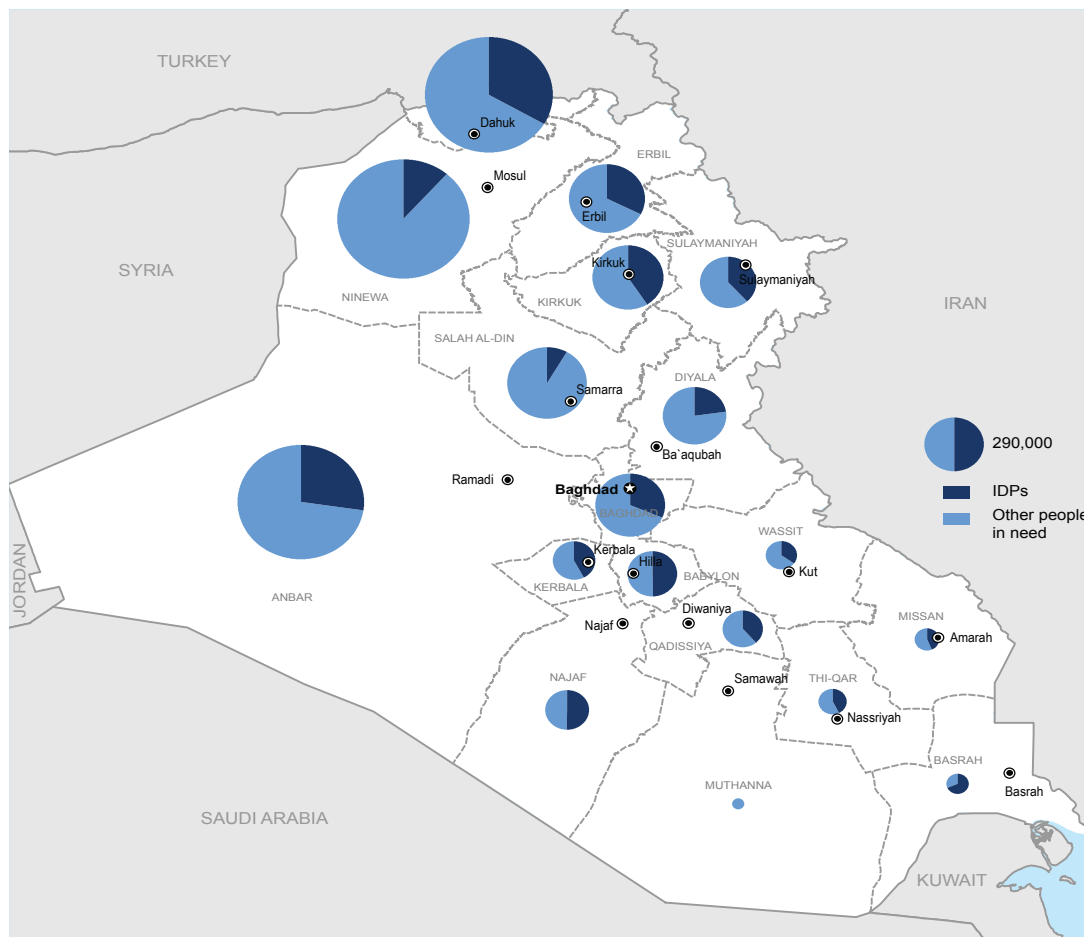 TURKEY
Dahuk
ERBIL
Mosul
Erbil
SULAYMANIYAH
SYRIA
Kirkuk
Sulaymaniyah
NINEWA
KIRKUK
IRAN
SALAH AL-DIN
DIYALA
Samarra
290,000
Ba`aqubah
Ramadi
Baghdad
IDPs
BAGHDAD
Other people
in need
WASSIT
Kerbala
Hilla
Kut
KERBALA
BABYLON
JORDAN
ANBAR
Diwaniya
MISSAN
Najaf
Amarah
QADISSIYA
NAJAF
Samawah
THI-QAR
Nassriyah
BASRAH
MUTHANNA
Basrah
SAUDI ARABIA
KUWAIT